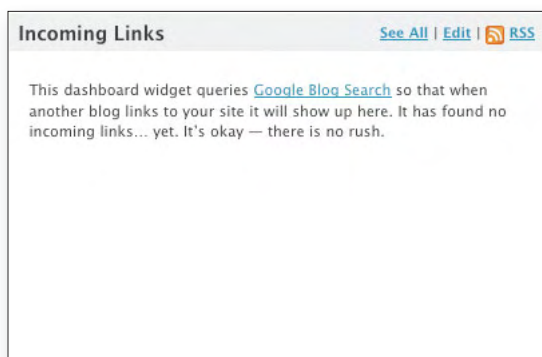 Incoming Links See All | Edit | RSS
This dashboard widget queries Google Blog Search so that when
another blog links to your site it will show up here. It has found no
incoming links... yet. It's okay — there is no rush.